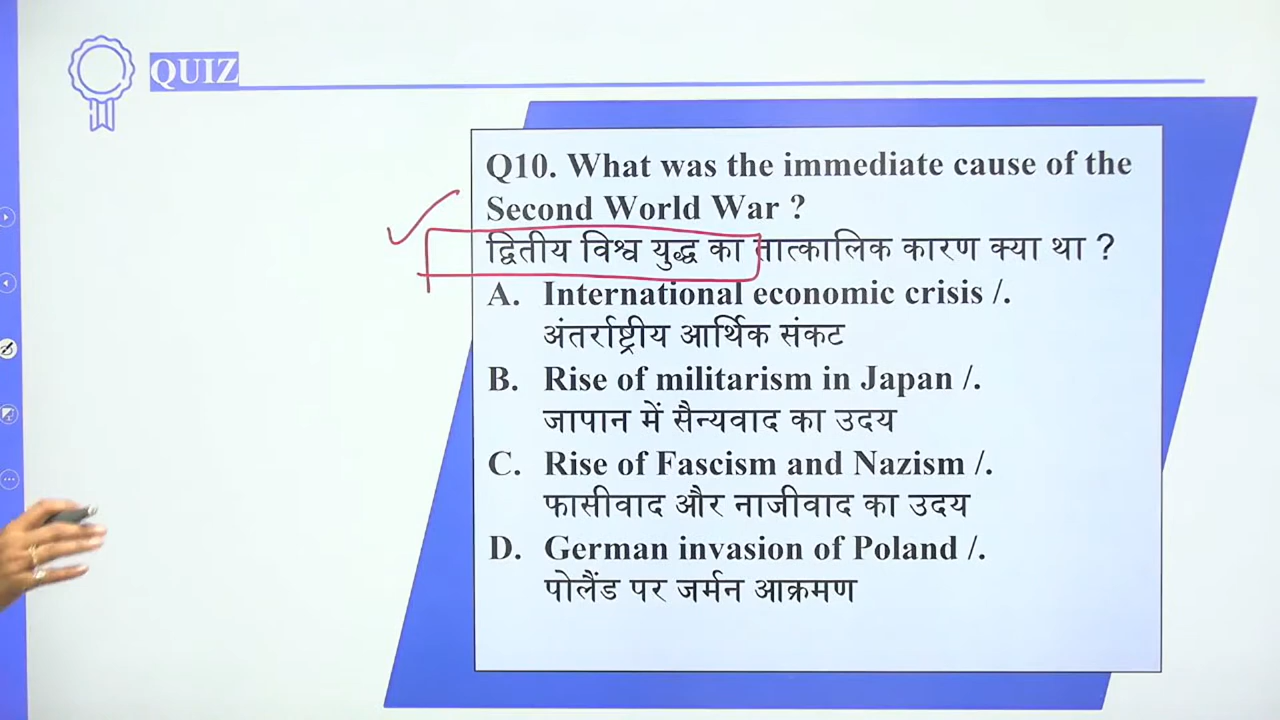 QUIZ
Q10. What was the immediate cause of the
Second World War ?
द्वितीय विश्व युद्ध का तात्कालिक कारण क्या था ?
A. International economic crisis /.
अंतर्राष्ट्रीय आर्थिक संकट
B. Rise of militarism in Japan /.
जापान में सैन्यवाद का उदय
C. Rise of Fascism and Nazism /.
फासीवाद और नाजीवाद का उदय
D. German invasion of Poland /.
पोलैंड पर जर्मन आक्रमण